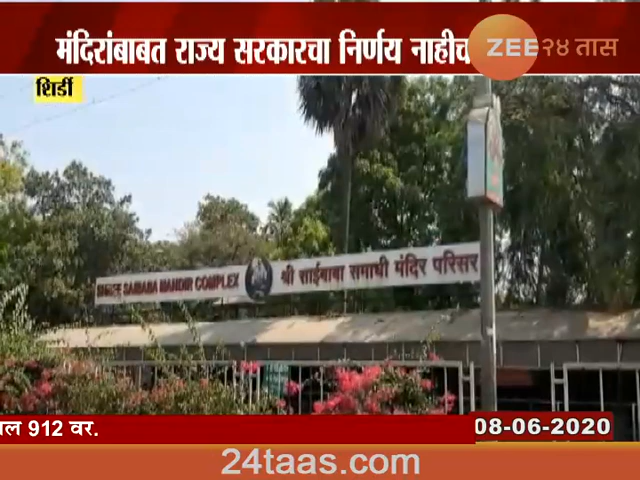 मंदिरांबाबत राज्य सरकारचा निर्णय नाहीच
ZEE २४ तास
शिर्डी
SHREE SAIBABA MANDIR COMPLEX श्री साईबाबा समाधी मंदिर परिसर
912 वर.
08-06-2020
24taas.com